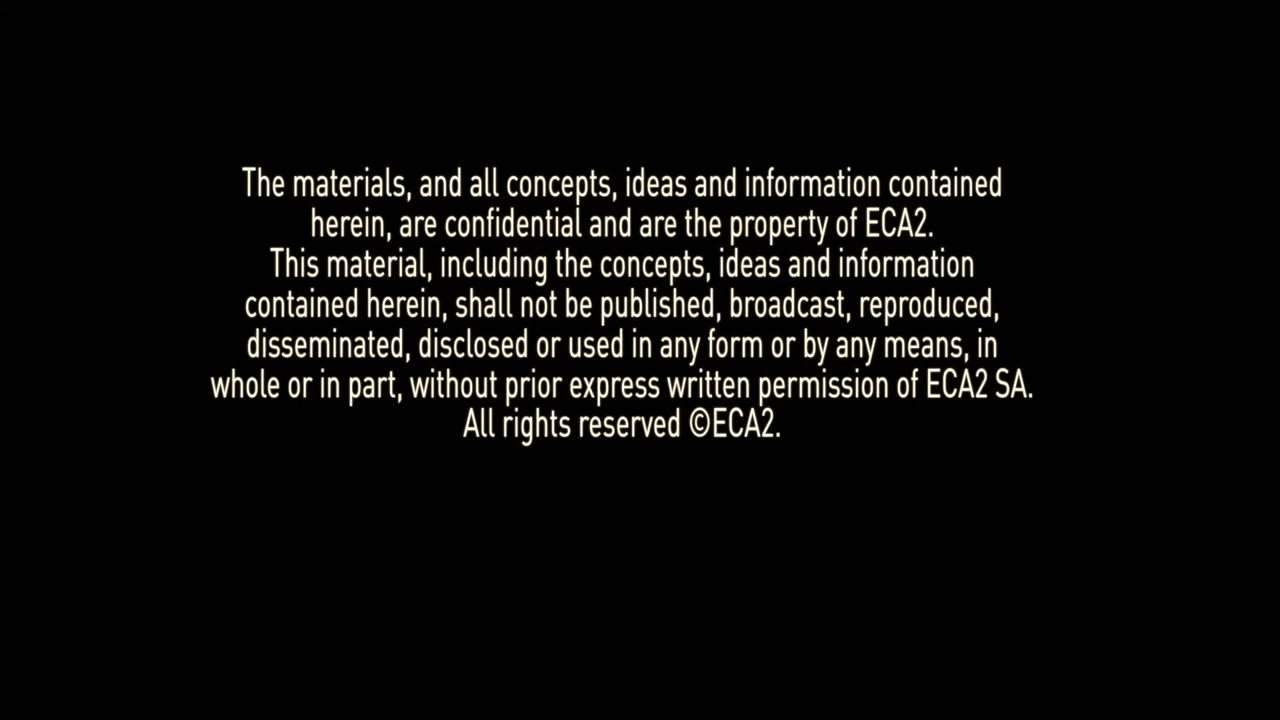 The materials, and all concepts, ideas and information contained
herein, are confidential and are the property of ECA2.
This material, including the concepts, ideas and information
contained herein, shall not be published, broadcast, reproduced,
disseminated, disclosed or used in any form or by any means, in
whole or in part, without prior express written permission of ECA2 SA.
All rights reserved ©ECA2.